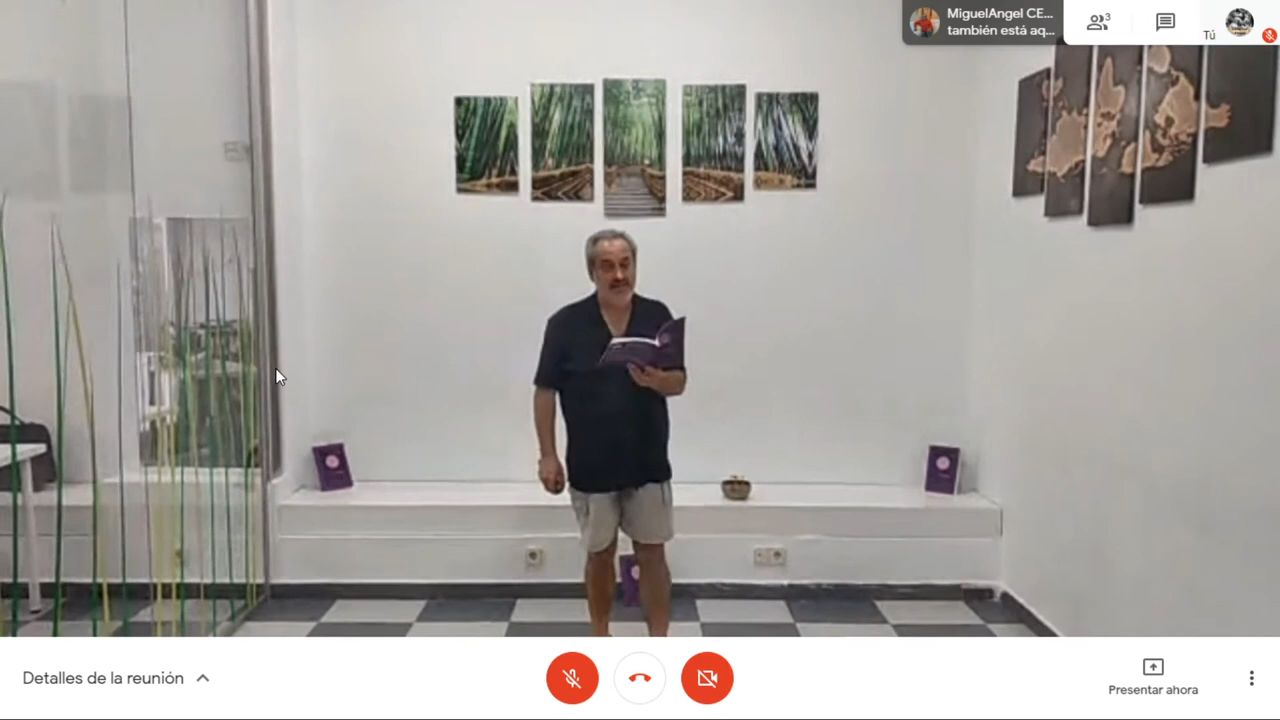 MiguelAngel CE...
también está aq...
3
Tú
Detalles de la reunión
Presentar ahora